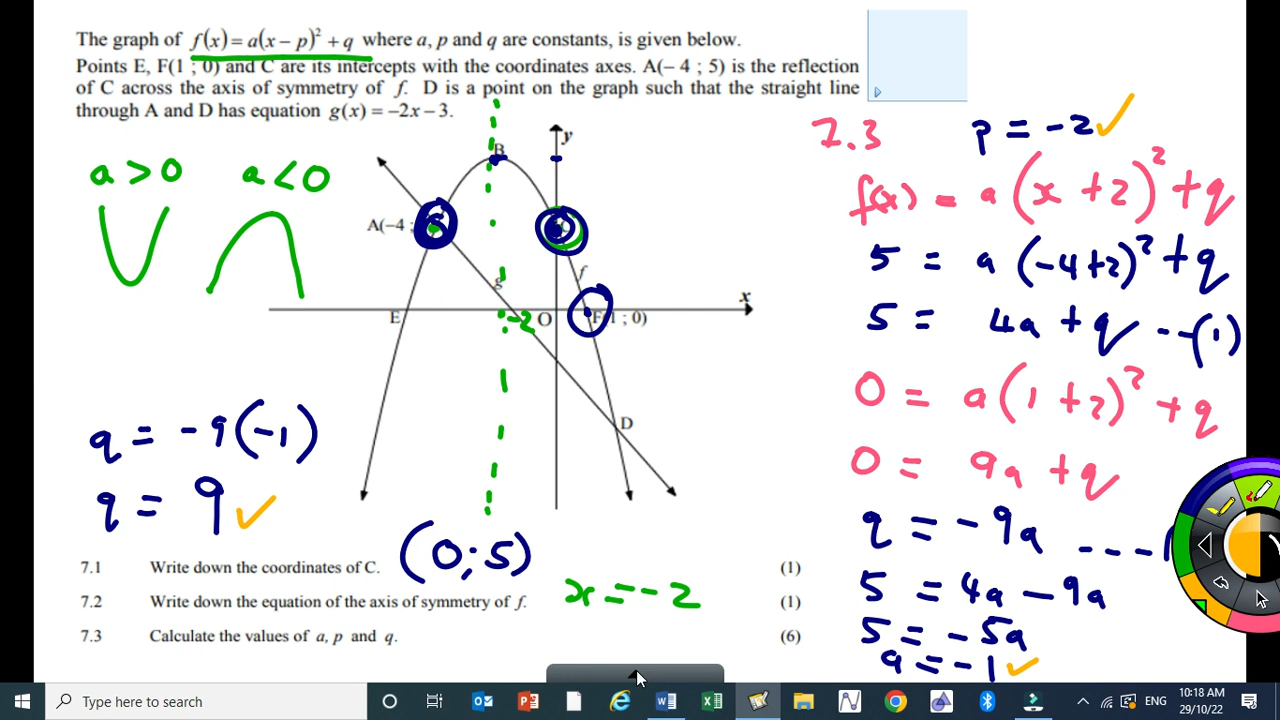 The graph of f(x) = a(x − p)² + q where a, p and q are constants, is given below.
Points E, F(1 ; 0) and C are its intercepts with the coordinates axes. A(− 4 ; 5) is the reflection
of C across the axis of symmetry of f. D is a point on the graph such that the straight line
through A and D has equation g(x) = −2x − 3.
a > 0
a < 0
B
y
A(−4 ;
f
g
x
E
-2
O
F(1 ; 0)
D
q = -9(-1)
q = 9 ✓
7.1 Write down the coordinates of C. (0;5) (1)
7.2 Write down the equation of the axis of symmetry of f. x = -2 (1)
7.3 Calculate the values of a, p and q. (6)
7.3
p = -2 ✓
f(x) = a(x+2)² + q
5 = a(-4+2)² + q
5 = 4a + q --(1)
0 = a(1+2)² + q
0 = 9a + q
q = -9a ---
5 = 4a - 9a
5 = -5a
a = -1 ✓
Type here to search
ENG
10:18 AM
29/10/22